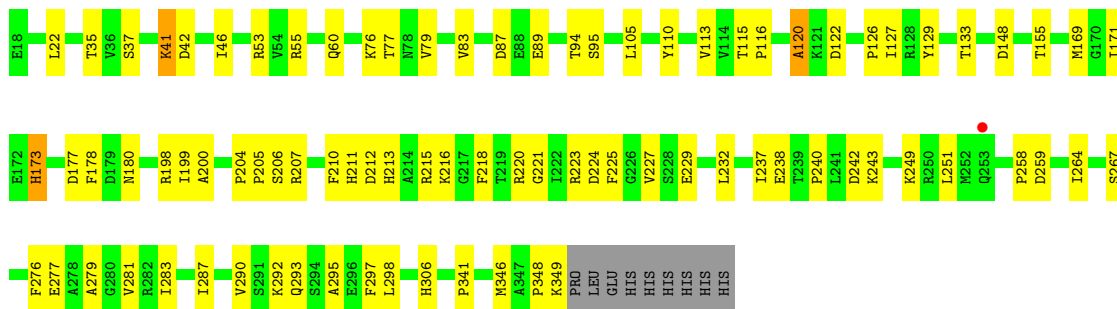 E18 L22 T35 V36 S37 K41 D42 I46 R53 V54 R55 Q60 K76 T77 N78 V79 V83 D87 E88 E89 T94 S95 L105 Y110 V113 V114 T115 P116 A120 K121 D122 P126 I127 R128 Y129 T133 D148 T155 M169 G170 I171
E172 H173 D177 F178 D179 N180 R198 I199 A200 P204 P205 S206 R207 F210 H211 D212 H213 A214 R215 K216 G217 F218 T219 R220 G221 I222 R223 D224 F225 G226 V227 S228 E229 L232 I237 E238 T239 P240 L241 D242 K243 K249 R250 L251 M252 Q253 P258 D259 I264 S267
F276 E277 A278 A279 G280 V281 R282 I283 I287 V290 S291 K292 Q293 S294 A295 E296 F297 L298 H306 P341 M346 A347 P348 K349 PRO LEU GLU HIS HIS HIS HIS HIS HIS